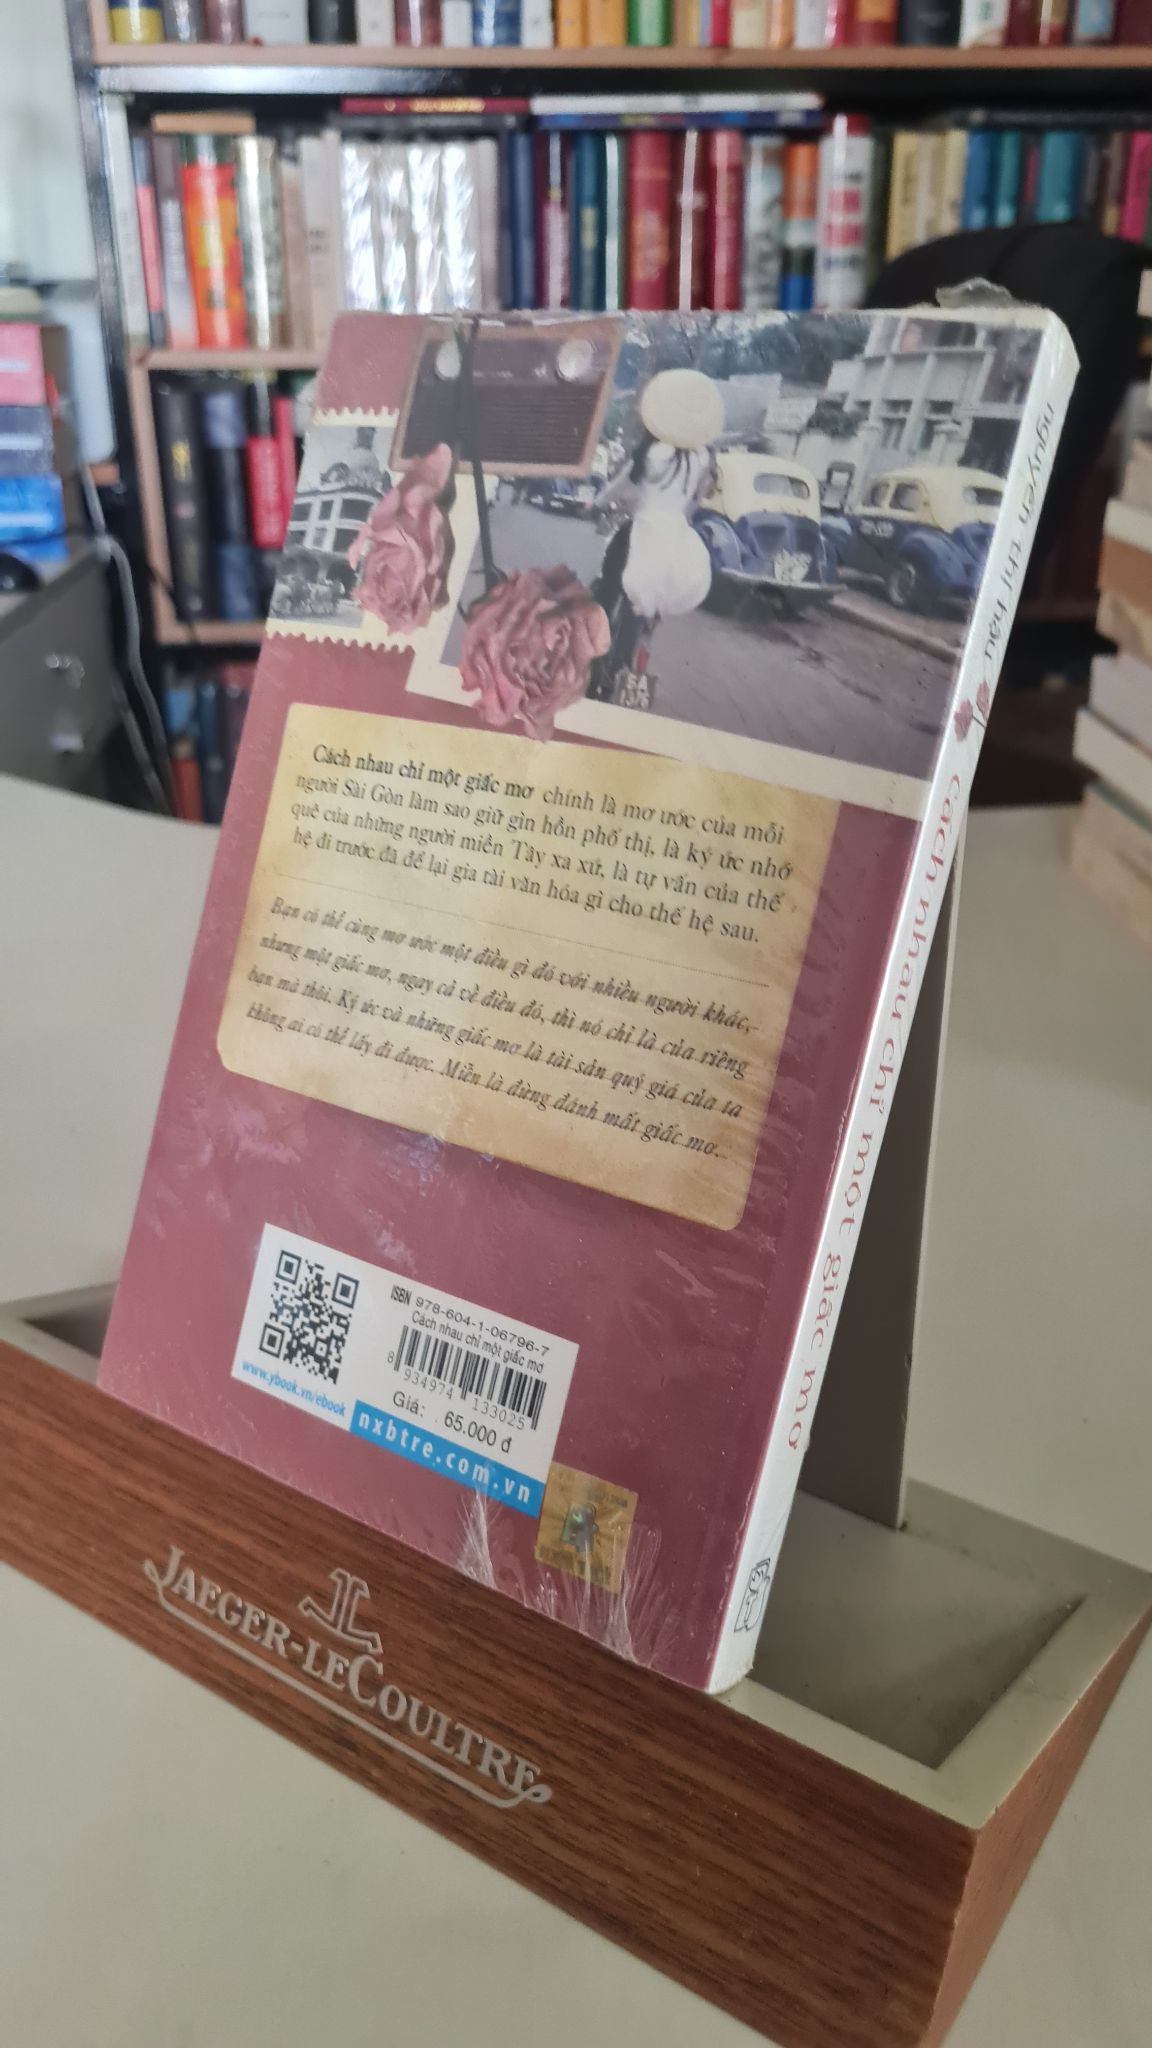 nguyễn thị hậu
cách nhau chỉ một giấc mơ
Cách nhau chỉ một giấc mơ chính là mơ ước của mỗi
người Sài Gòn làm sao giữ gìn hồn phố thị, là ký ức nhớ
quê của những người miền Tây xa xứ, là tự vấn của thế
hệ đi trước đã để lại gia tài văn hóa gì cho thế hệ sau.
Bạn có thể cùng mơ ước một điều gì đó với nhiều người khác,
nhưng một giấc mơ, ngay cả về điều đó, thì nó chỉ là của riêng
bạn mà thôi. Ký ức và những giấc mơ là tài sản quý giá của ta
không ai có thể lấy đi được. Miễn là đừng đánh mất giấc mơ.
ISBN 978-604-1-06796-7
Cách nhau chỉ một giấc mơ
8 934974 133025
Giá: 65.000 đ
www.ybook.vn/ebook
nxbtre.com.vn
JL
JAEGER-LECOULTRE